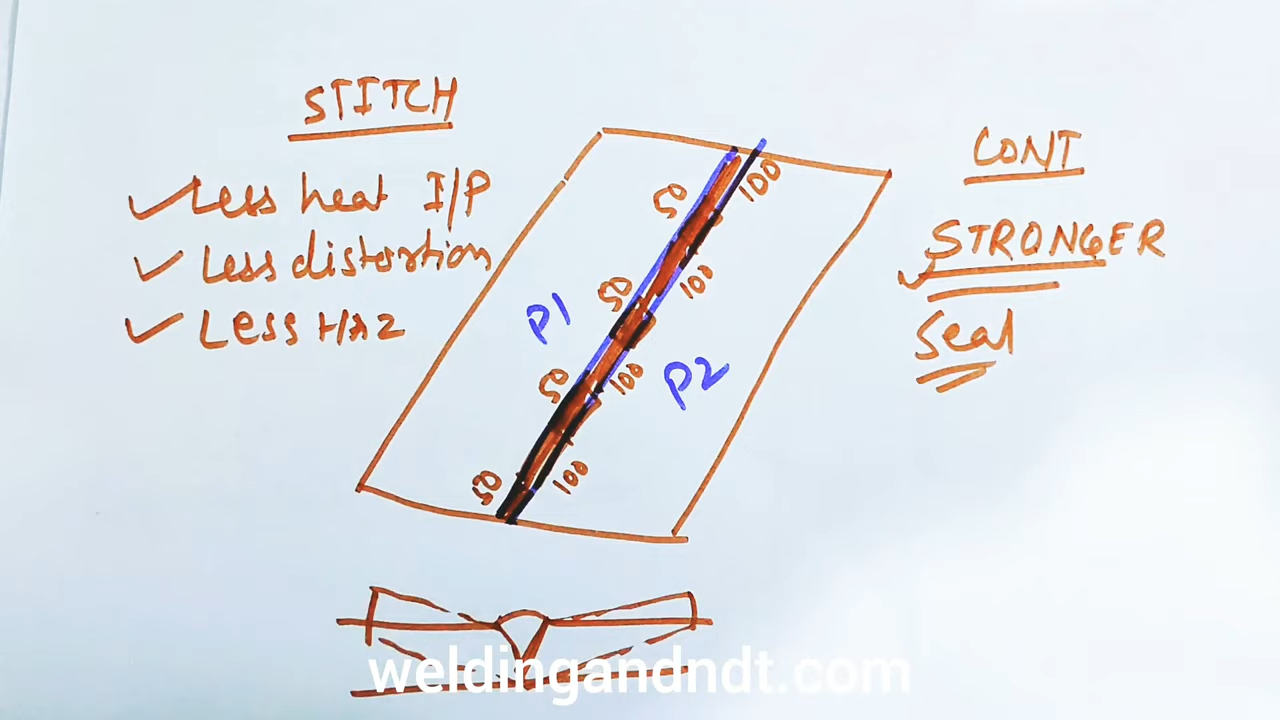 STITCH
Less heat I/P
Less distortion
Less HAZ
CONT
STRONGER
Seal
50
100
50
100
P1
P2
50
100
50
100
weldingandndt.com